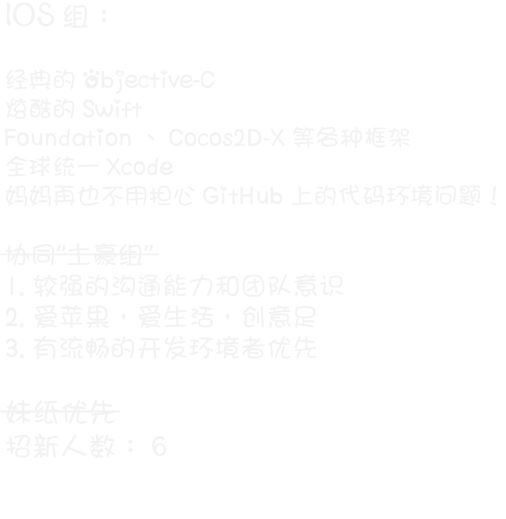 IOS 组：
经典的 Objective-C
炫酷的 Swift
Foundation 、 Cocos2D-X 等各种框架
全球统一 Xcode
妈妈再也不用担心 GitHub 上的代码环境问题！
协同“土豪组”
1. 较强的沟通能力和团队意识
2. 爱苹果，爱生活，创意足
3. 有流畅的开发环境者优先
妹纸优先
招新人数： 6